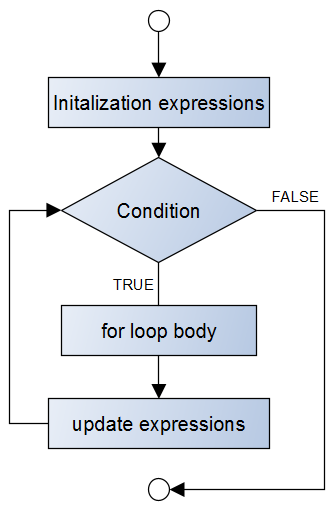 Initalization expressions
Condition
FALSE
TRUE
for loop body
update expressions